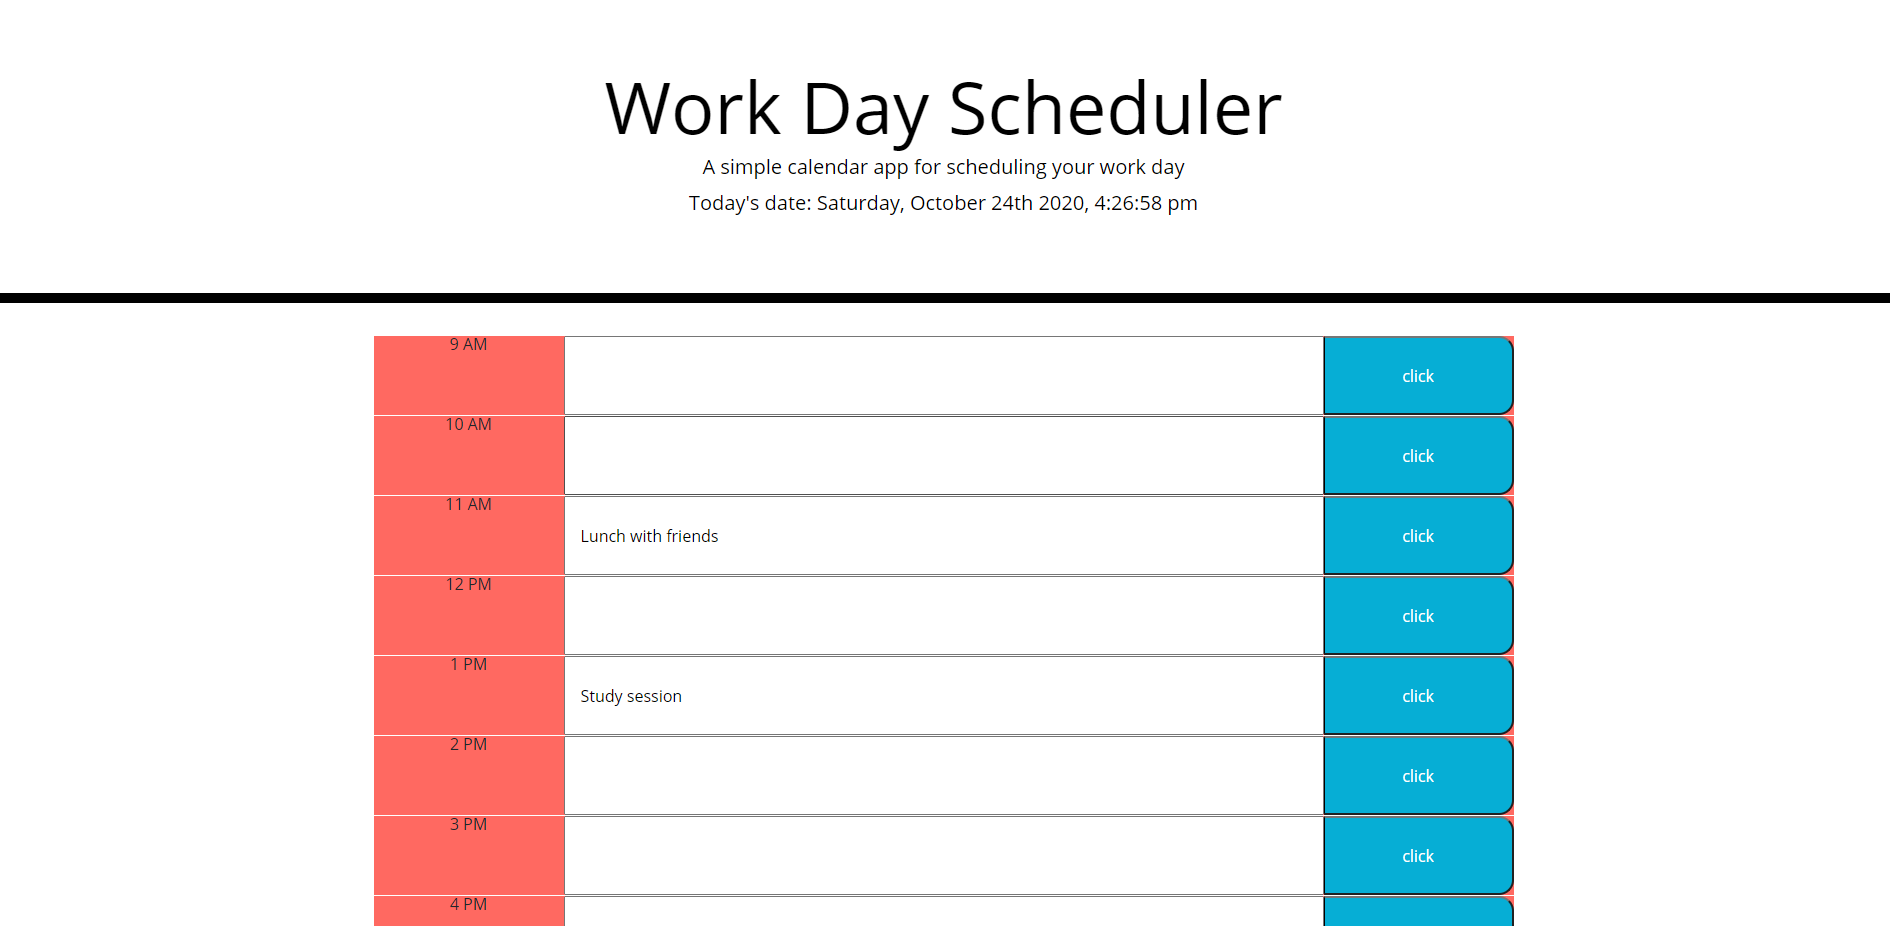 Work Day Scheduler
A simple calendar app for scheduling your work day
Today's date: Saturday, October 24th 2020, 4:26:58 pm
9 AM
click
10 AM
click
11 AM
Lunch with friends
click
12 PM
click
1 PM
Study session
click
2 PM
click
3 PM
click
4 PM